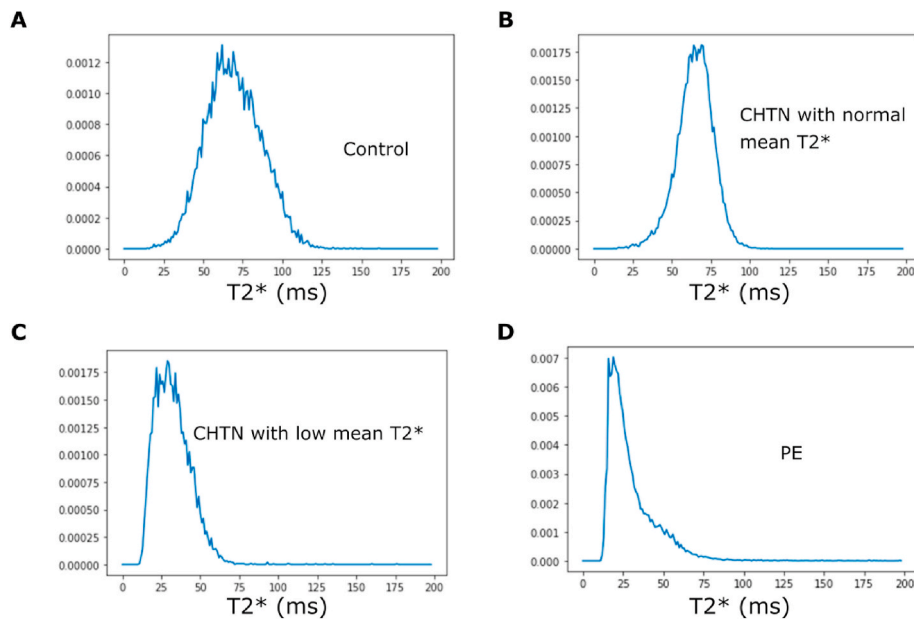 A
0.0012
0.0010
0.0008
0.0006
0.0004
0.0002
0.0000
0 25 50 75 100 125 150 175 200
T2* (ms)
Control
B
0.00175
0.00150
0.00125
0.00100
0.00075
0.00050
0.00025
0.00000
0 25 50 75 100 125 150 175 200
T2* (ms)
CHTN with normal
mean T2*
C
0.00175
0.00150
0.00125
0.00100
0.00075
0.00050
0.00025
0.00000
0 25 50 75 100 125 150 175 200
T2* (ms)
CHTN with low mean T2*
D
0.007
0.006
0.005
0.004
0.003
0.002
0.001
0.000
0 25 50 75 100 125 150 175 200
T2* (ms)
PE